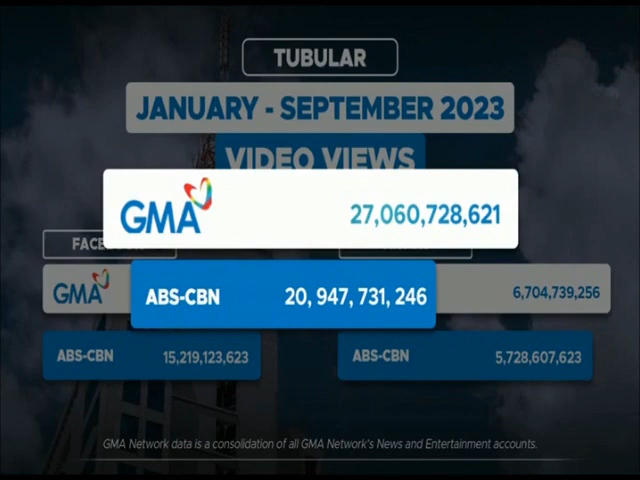 TUBULAR
JANUARY - SEPTEMBER 2023
VIDEO VIEWS
GMA 27,060,728,621
ABS-CBN 20, 947, 731, 246
GMA 6,704,739,256
ABS-CBN 15,219,123,623
ABS-CBN 5,728,607,623
GMA Network data is a consolidation of all GMA Network's News and Entertainment accounts.